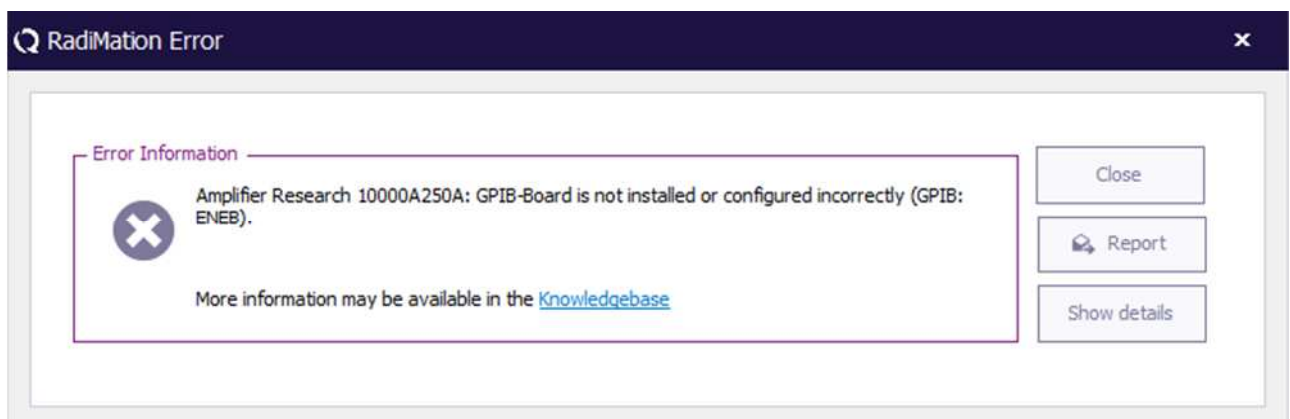 RadiMation Error
Error Information
Amplifier Research 10000A250A: GPIB-Board is not installed or configured incorrectly (GPIB:
ENEB).
More information may be available in the Knowledgebase
Close
Report
Show details